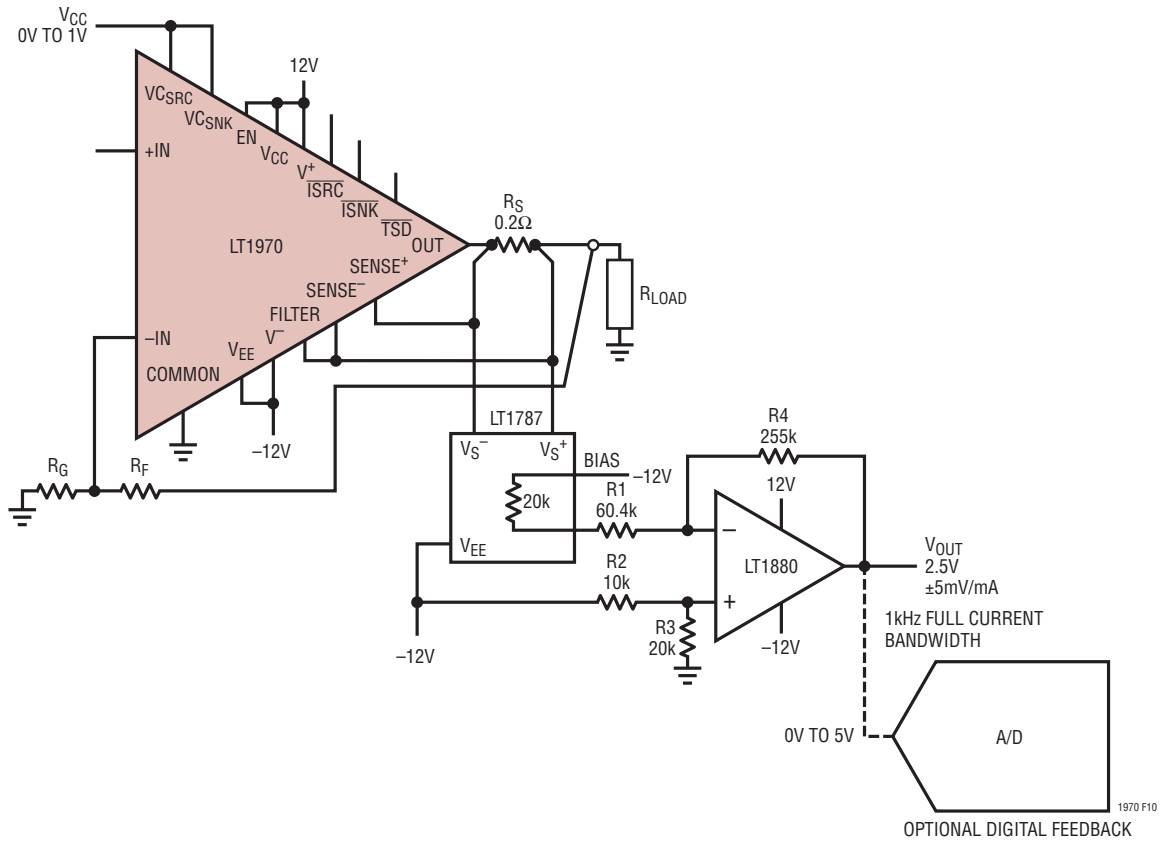 VCC
0V TO 1V
12V
VCSRC
VCSNK
EN
VCC
V+
ISRC
ISNK
TSD
+IN
LT1970
OUT
RS
0.2Ω
SENSE+
SENSE–
FILTER
V–
VEE
–IN
COMMON
RLOAD
–12V
RG
RF
LT1787
VS–
VS+
BIAS
–12V
20k
R1
60.4k
VEE
R2
10k
R3
20k
–12V
R4
255k
12V
–
LT1880
+
–12V
VOUT
2.5V
±5mV/mA
1kHz FULL CURRENT
BANDWIDTH
0V TO 5V
A/D
1970 F10
OPTIONAL DIGITAL FEEDBACK